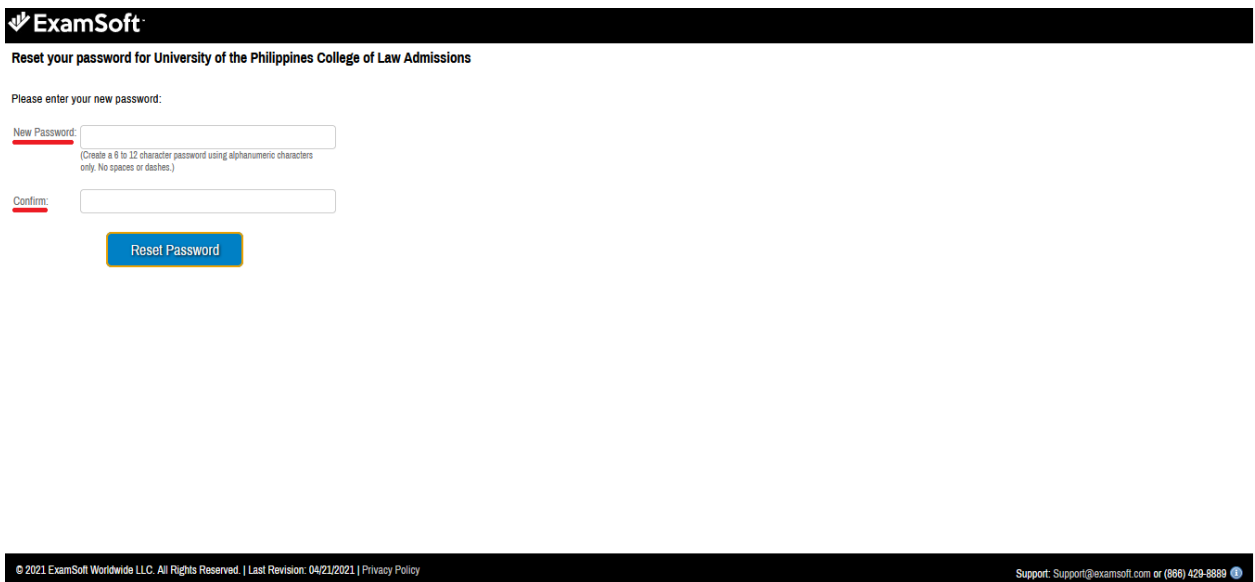 ExamSoft
Reset your password for University of the Philippines College of Law Admissions
Please enter your new password:
New Password:
(Create a 6 to 12 character password using alphanumeric characters
only. No spaces or dashes.)
Confirm:
Reset Password
© 2021 ExamSoft Worldwide LLC. All Rights Reserved. | Last Revision: 04/21/2021 | Privacy Policy
Support: Support@examsoft.com or (866) 429-8889